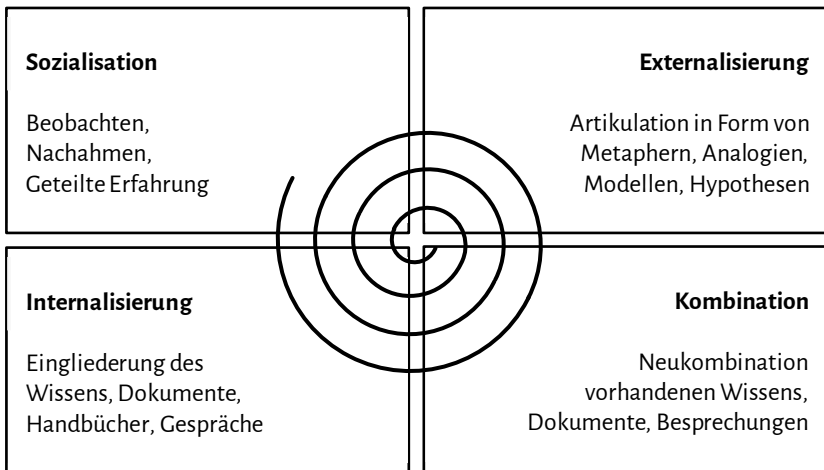 Sozialisation
Beobachten,
Nachahmen,
Geteilte Erfahrung
Externalisierung
Artikulation in Form von
Metaphern, Analogien,
Modellen, Hypothesen
Internalisierung
Eingliederung des
Wissens, Dokumente,
Handbücher, Gespräche
Kombination
Neukombination
vorhandenen Wissens,
Dokumente, Besprechungen